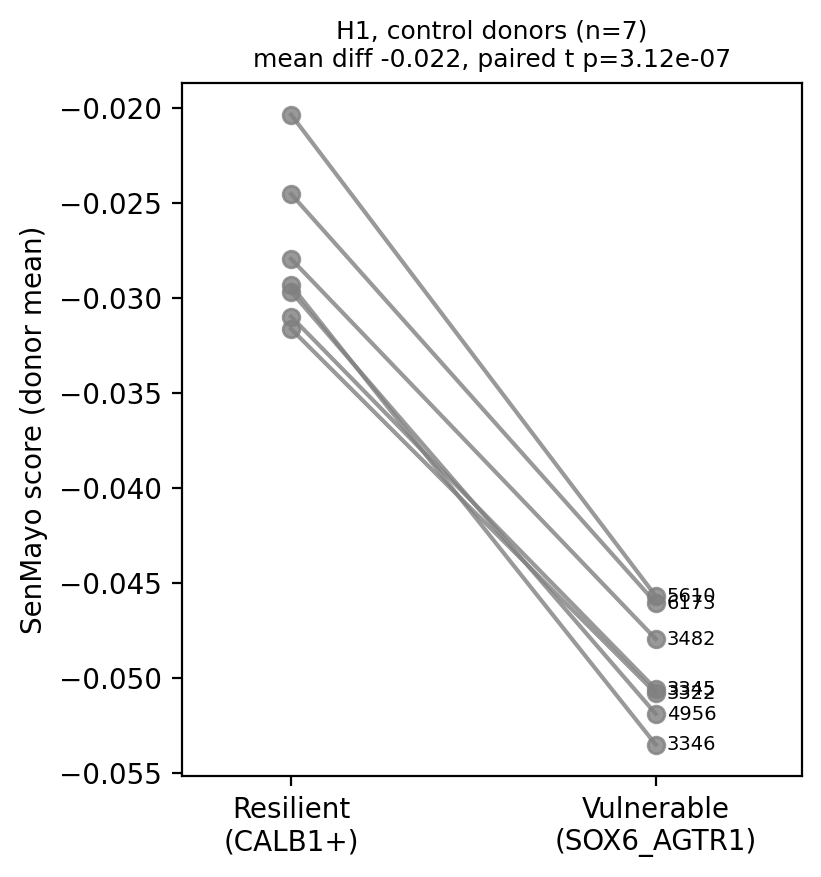 H1, control donors (n=7)
mean diff -0.022, paired t p=3.12e-07
SenMayo score (donor mean)
−0.020
−0.025
−0.030
−0.035
−0.040
−0.045
−0.050
−0.055
5610
6173
3482
3345
3322
4956
3346
Resilient
(CALB1+)
Vulnerable
(SOX6_AGTR1)